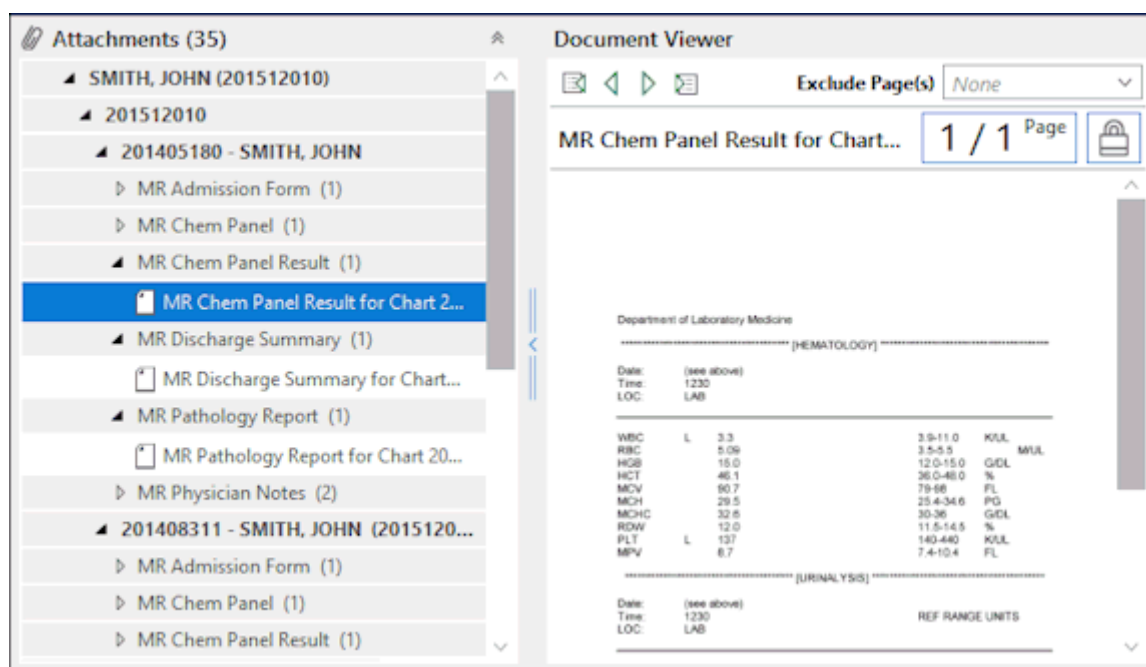 Attachments (35)
SMITH, JOHN (201512010)
201512010
201405180 - SMITH, JOHN
MR Admission Form (1)
MR Chem Panel (1)
MR Chem Panel Result (1)
MR Chem Panel Result for Chart 2...
MR Discharge Summary (1)
MR Discharge Summary for Chart...
MR Pathology Report (1)
MR Pathology Report for Chart 20...
MR Physician Notes (2)
201408311 - SMITH, JOHN (2015120...
MR Admission Form (1)
MR Chem Panel (1)
MR Chem Panel Result (1)
Document Viewer
Exclude Page(s) None
MR Chem Panel Result for Chart... 1 / 1 Page
Department of Laboratory Medicine
[HEMATOLOGY]
Date: (see above)
Time: 1230
LOC: LAB
WBC L 3.3 3.9-11.0 K/UL
RBC 5.09 3.5-5.5 M/UL
HGB 15.0 12.0-15.0 G/DL
HCT 46.1 36.0-48.0 %
MCV 90.7 79-98 FL
MCH 29.5 25.4-34.6 PG
MCHC 32.6 30-36 G/DL
RDW 12.0 11.5-14.5 %
PLT L 137 140-440 K/UL
MPV 8.7 7.4-10.4 FL
[URINALYSIS]
Date: (see above)
Time: 1230 REF RANGE UNITS
LOC: LAB